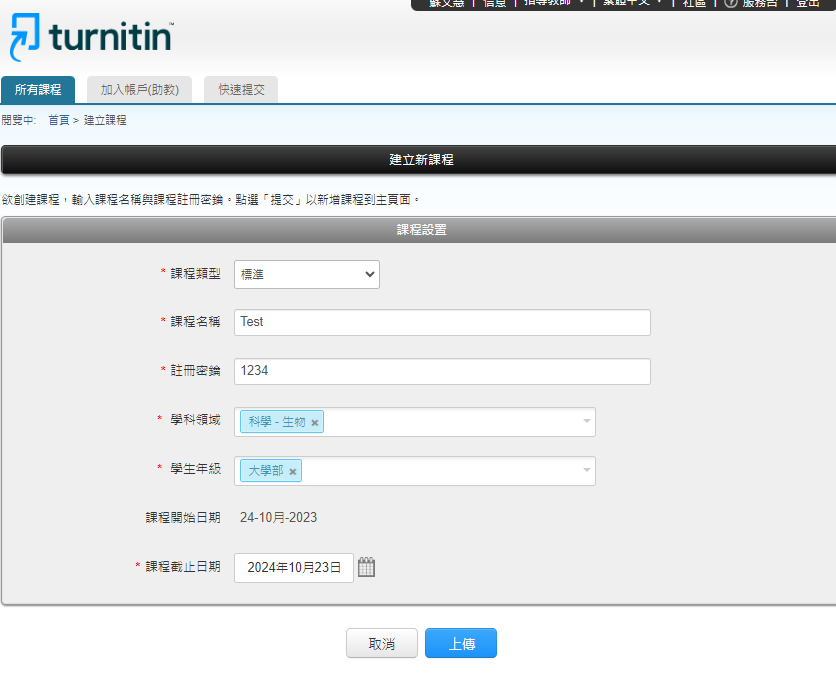 信息 指導教師 繁體中文 社區 ? 服務台 登出
turnitin
所有課程 加入帳戶(助教) 快速提交
閱覽中: 首頁 > 建立課程
建立新課程
欲創建課程，輸入課程名稱與課程註冊密鑰。點選「提交」以新增課程到主頁面。
課程設置
* 課程類型 標準
* 課程名稱 Test
* 註冊密鑰 1234
* 學科領域 科學 - 生物 ×
* 學生年級 大學部 ×
課程開始日期 24-10月-2023
* 課程截止日期 2024年10月23日
取消 上傳